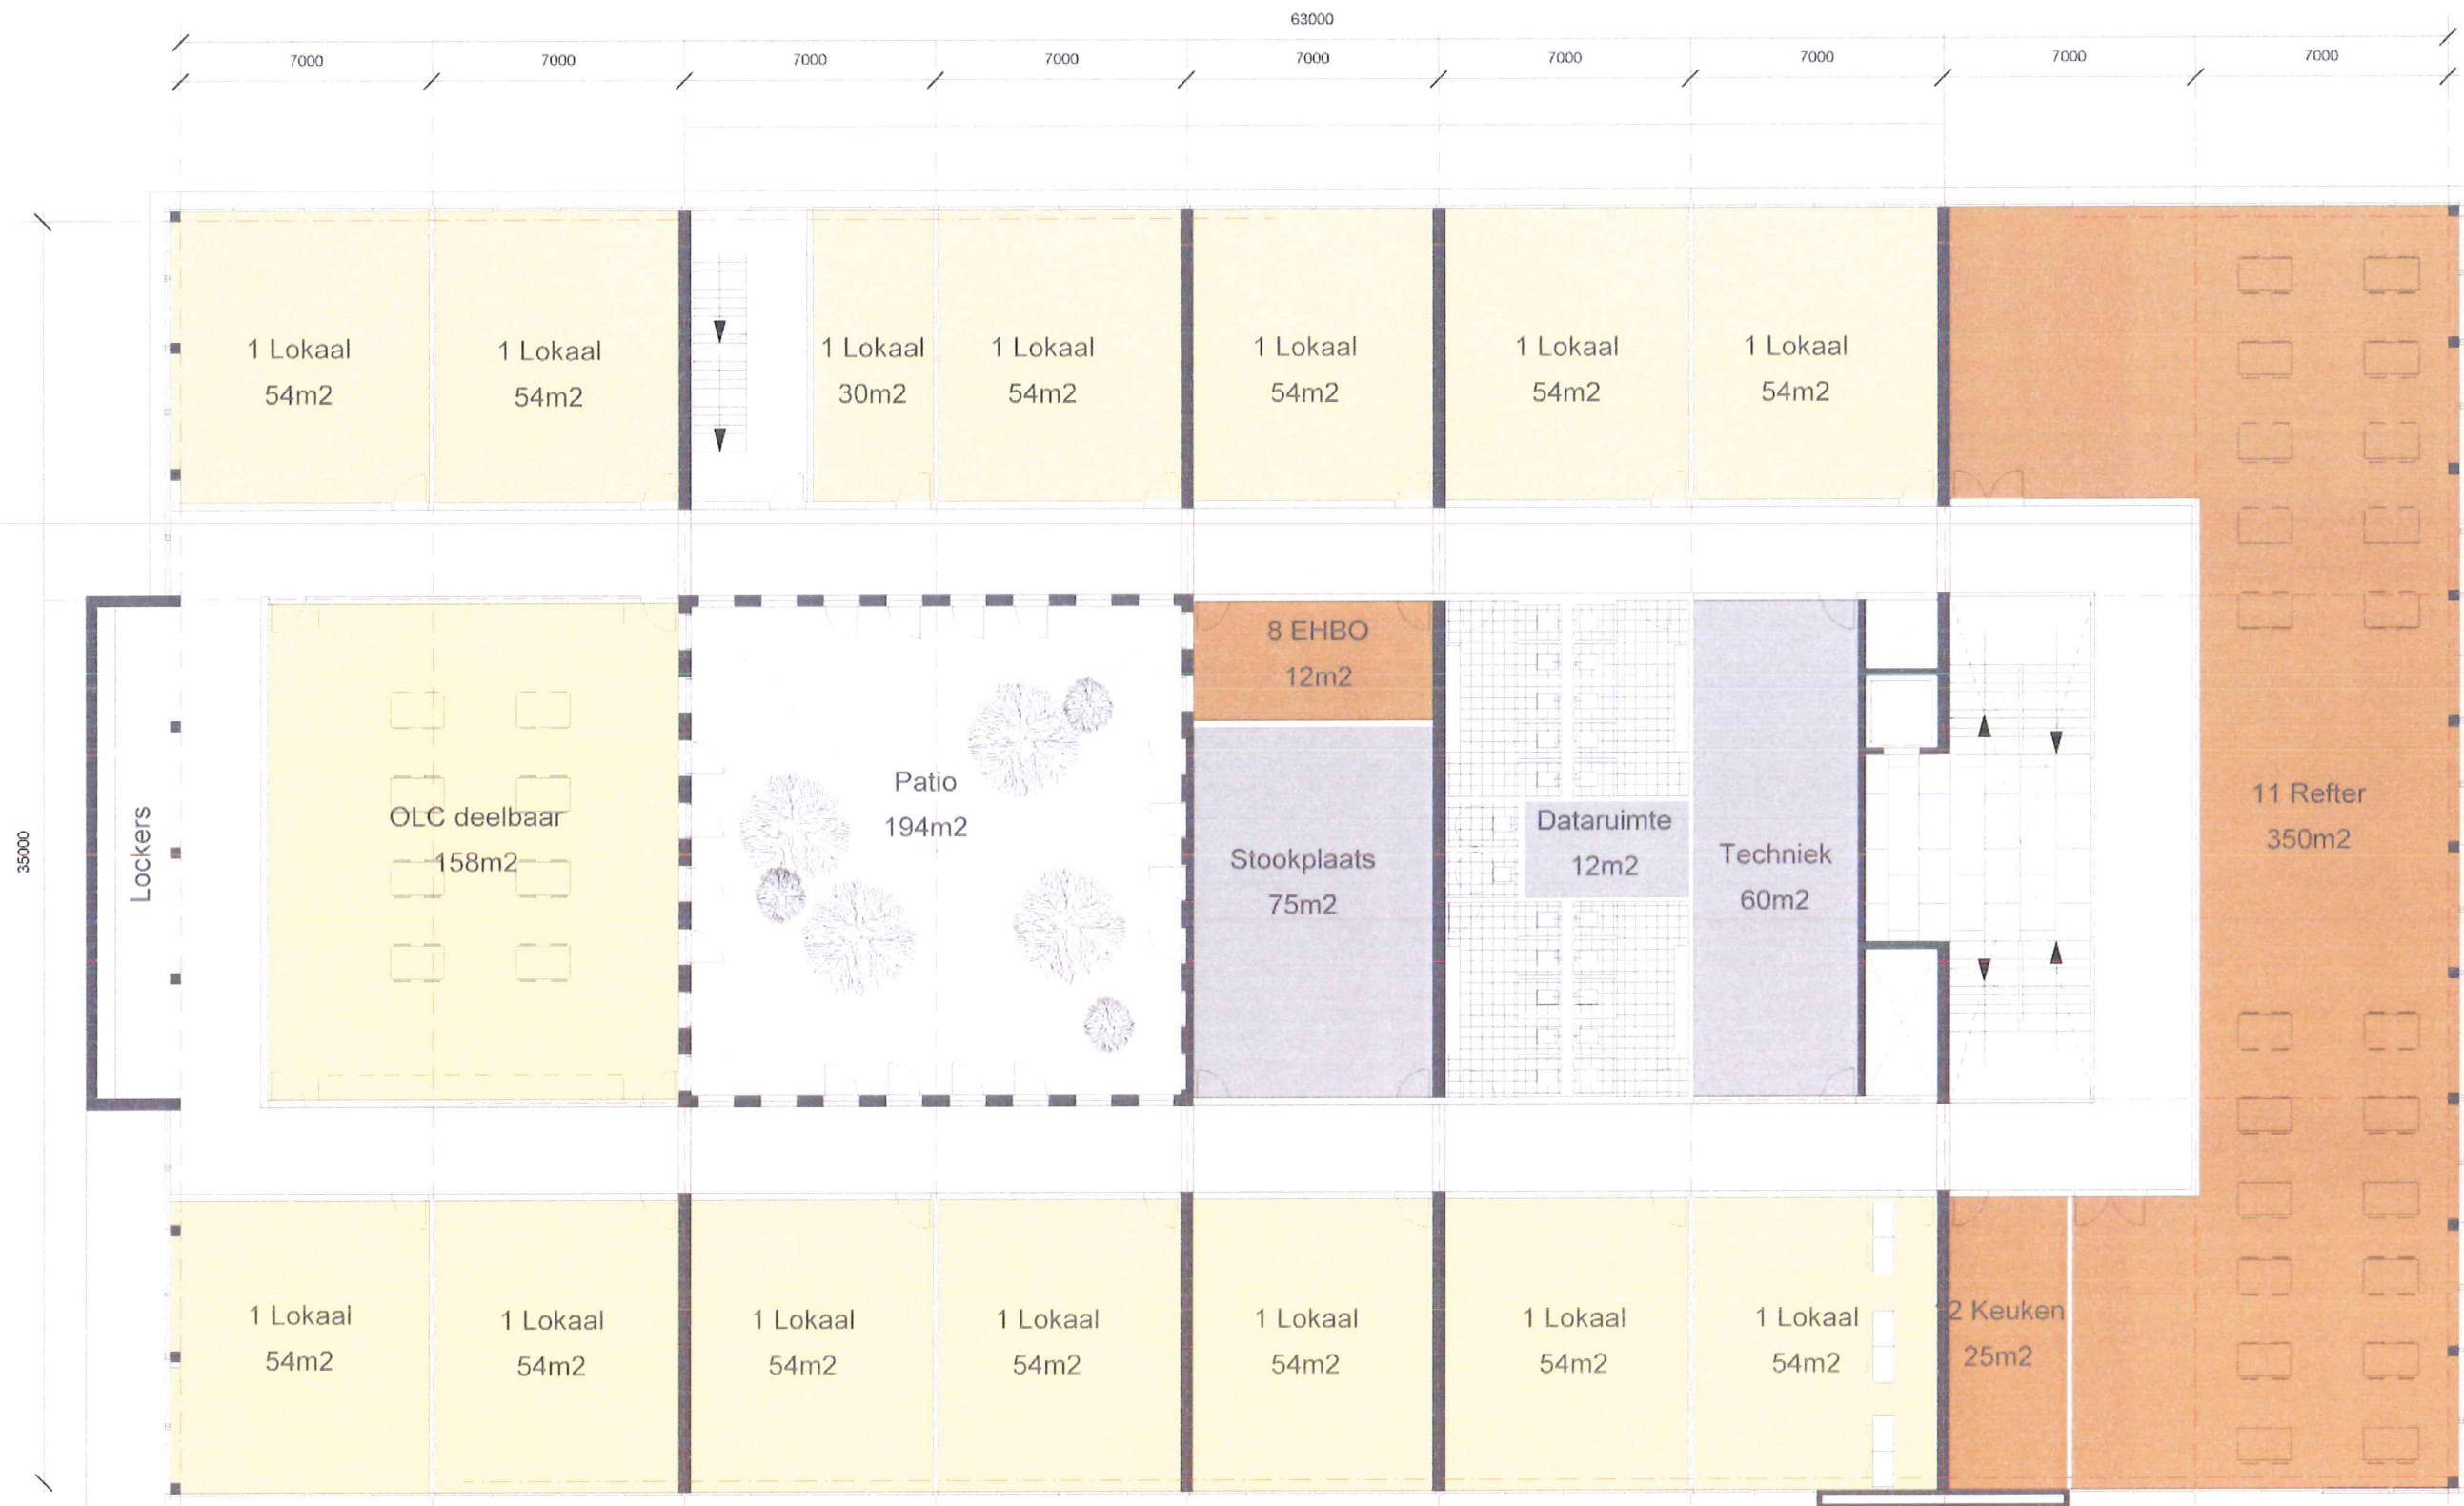 63000
7000 7000 7000 7000 7000 7000 7000 7000 7000
35000
1 Lokaal
54m2
1 Lokaal
54m2
1 Lokaal
30m2
1 Lokaal
54m2
1 Lokaal
54m2
1 Lokaal
54m2
1 Lokaal
54m2
Lockers
OLC deelbaar
158m2
Patio
194m2
8 EHBO
12m2
Stookplaats
75m2
Dataruimte
12m2
Techniek
60m2
11 Refter
350m2
1 Lokaal
54m2
1 Lokaal
54m2
1 Lokaal
54m2
1 Lokaal
54m2
1 Lokaal
54m2
1 Lokaal
54m2
1 Lokaal
54m2
2 Keuken
25m2